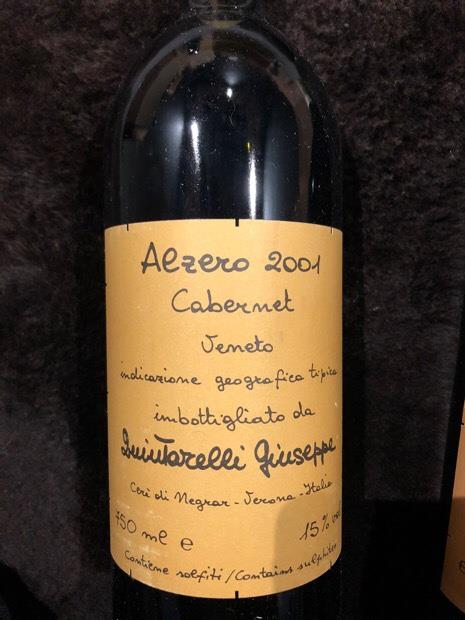 Alzero 2001
Cabernet
Veneto
indicazione geografica tipica
imbottigliato da
Quintarelli Giuseppe
Cerè di Negrar - Verona - Italia
750 ml e
15% vol
Contiene solfiti / Contains sulphites